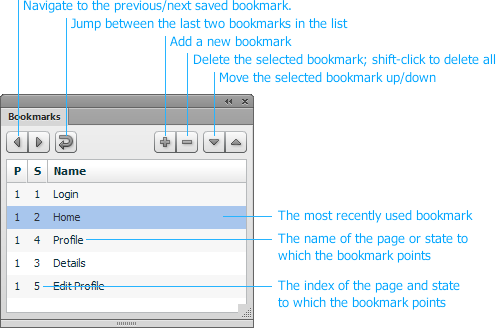 Navigate to the previous/next saved bookmark.
Jump between the last two bookmarks in the list
Add a new bookmark
Delete the selected bookmark; shift-click to delete all
Move the selected bookmark up/down
Bookmarks
P S Name
1 1 Login
1 2 Home
The most recently used bookmark
1 4 Profile
The name of the page or state to
which the bookmark points
1 3 Details
1 5 Edit Profile
The index of the page and state
to which the bookmark points